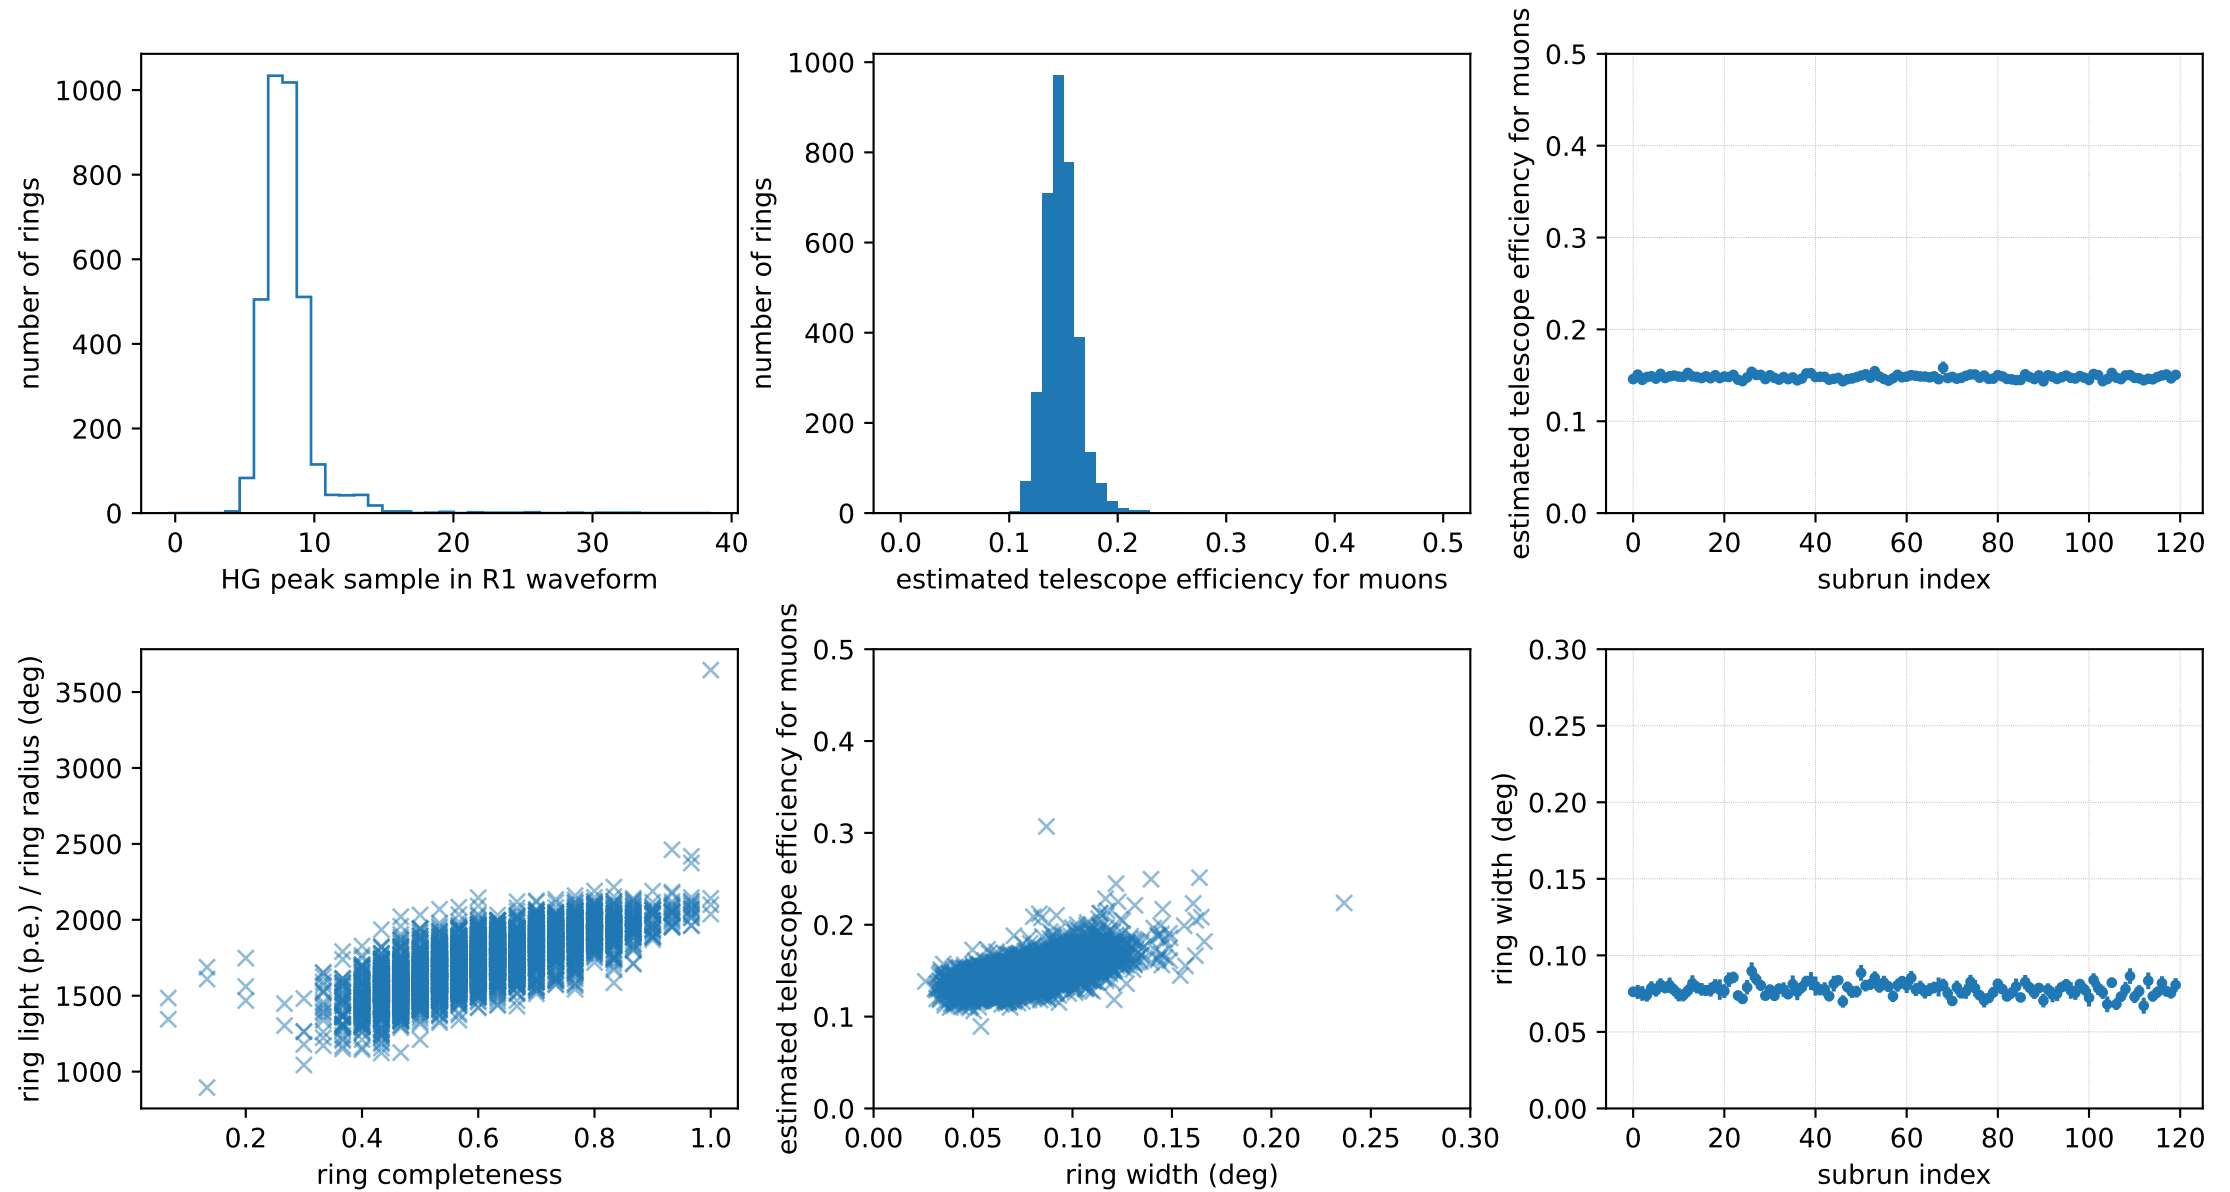 number of rings
1000
800
600
400
200
0
0 10 20 30 40
HG peak sample in R1 waveform
number of rings
1000
800
600
400
200
0
0.0 0.1 0.2 0.3 0.4 0.5
estimated telescope efficiency for muons
estimated telescope efficiency for muons
0.5
0.4
0.3
0.2
0.1
0.0
0 20 40 60 80 100 120
subrun index
ring light (p.e.) / ring radius (deg)
3500
3000
2500
2000
1500
1000
0.2 0.4 0.6 0.8 1.0
ring completeness
estimated telescope efficiency for muons
0.5
0.4
0.3
0.2
0.1
0.0
0.00 0.05 0.10 0.15 0.20 0.25 0.30
ring width (deg)
ring width (deg)
0.30
0.25
0.20
0.15
0.10
0.05
0.00
0 20 40 60 80 100 120
subrun index